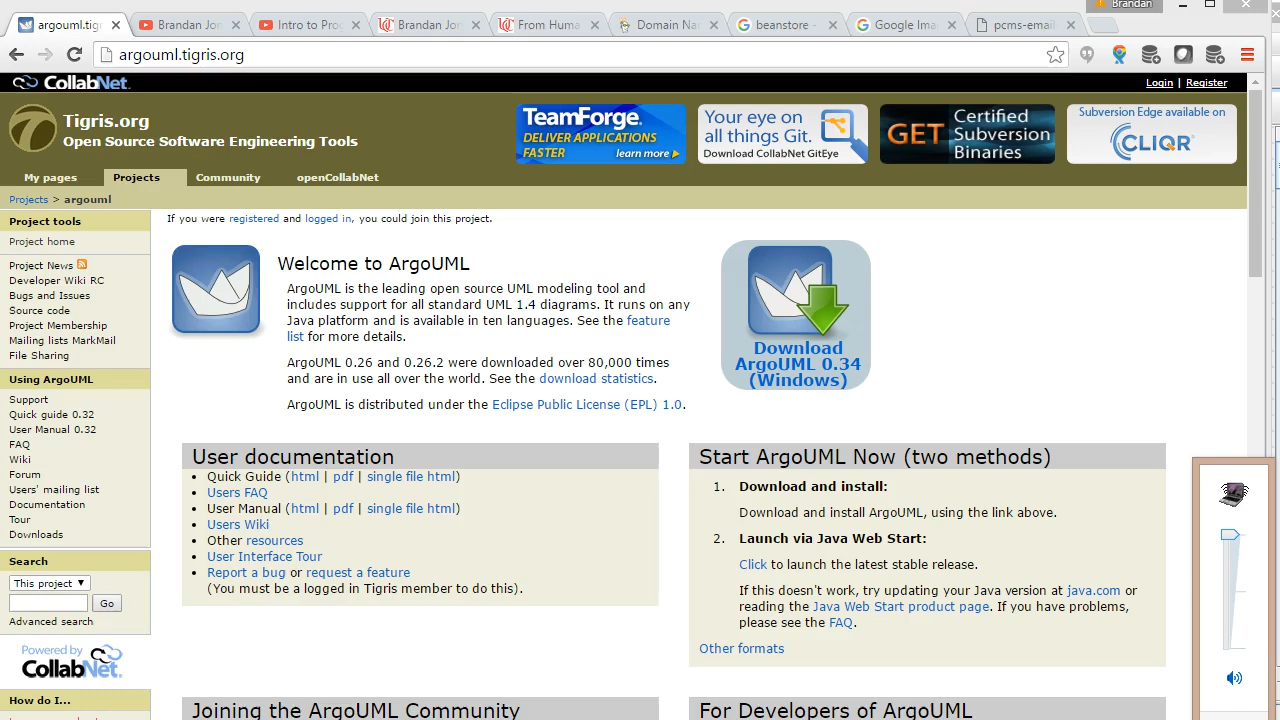 Brandan
argouml.tig
Brandan Jon
Intro to Pro
Brandan Jo
From Huma
Domain Na
beanstore -
Google Ima
pcms-email
argouml.tigris.org
CollabNet
Login | Register
Tigris.org
Open Source Software Engineering Tools
TeamForge.
DELIVER APPLICATIONS
FASTER learn more
Your eye on
all things Git.
Download CollabNet GitEye
GET Certified
Subversion
Binaries
Subversion Edge available on
CLIQR
My pages Projects Community openCollabNet
Projects > argouml
Project tools
Project home
Project News
Developer Wiki RC
Bugs and Issues
Source code
Project Membership
Mailing lists MarkMail
File Sharing
Using ArgoUML
Support
Quick guide 0.32
User Manual 0.32
FAQ
Wiki
Forum
Users' mailing list
Documentation
Tour
Downloads
Search
This project
Go
Advanced search
Powered by
CollabNet
How do I...
If you were registered and logged in, you could join this project.
Welcome to ArgoUML
ArgoUML is the leading open source UML modeling tool and
includes support for all standard UML 1.4 diagrams. It runs on any
Java platform and is available in ten languages. See the feature
list for more details.
ArgoUML 0.26 and 0.26.2 were downloaded over 80,000 times
and are in use all over the world. See the download statistics.
ArgoUML is distributed under the Eclipse Public License (EPL) 1.0.
Download
ArgoUML 0.34
(Windows)
User documentation
• Quick Guide (html | pdf | single file html)
• Users FAQ
• User Manual (html | pdf | single file html)
• Users Wiki
• Other resources
• User Interface Tour
• Report a bug or request a feature
(You must be a logged in Tigris member to do this).
Start ArgoUML Now (two methods)
1. Download and install:
Download and install ArgoUML, using the link above.
2. Launch via Java Web Start:
Click to launch the latest stable release.
If this doesn't work, try updating your Java version at java.com or
reading the Java Web Start product page. If you have problems,
please see the FAQ.
Other formats
Joining the ArgoUML Community
For Developers of ArgoUML